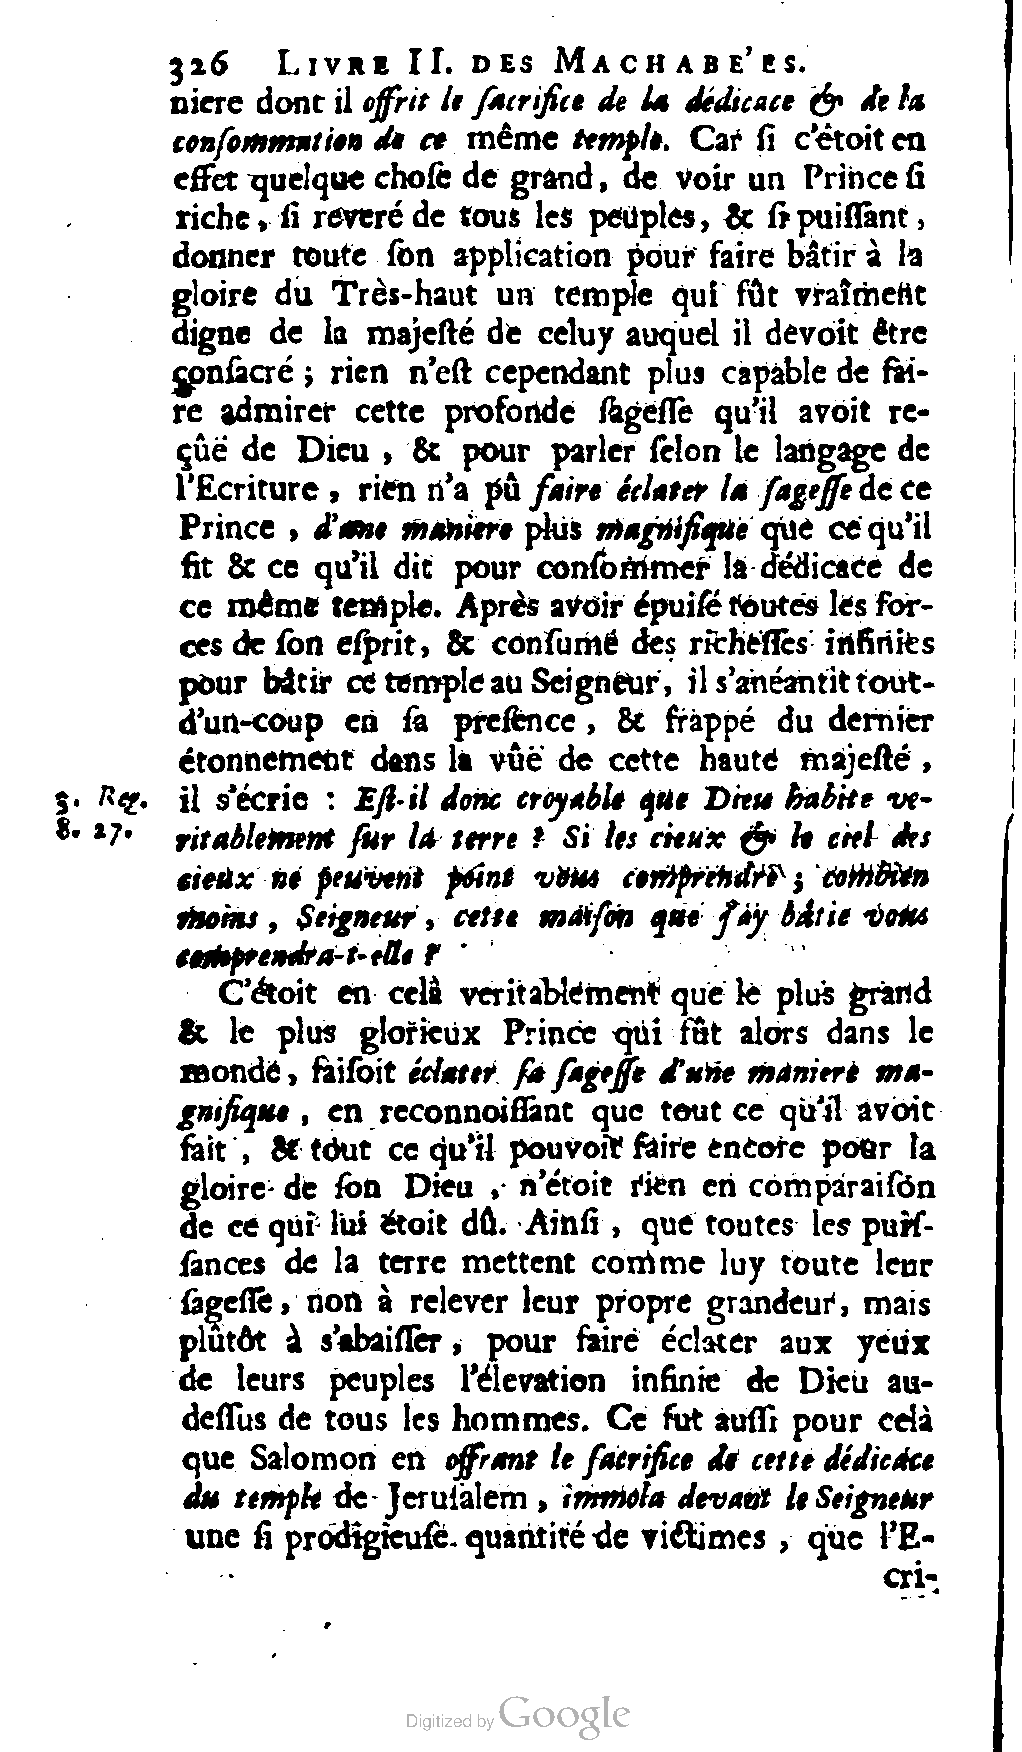 326 LIVRE II. DES MACHABE'ES.
niere dont il offrit le ſacrifice de la dédicace & de la
conſommation de ce même temple. Car ſi c'êtoit en
effet quelque choſe de grand, de voir un Prince ſi
riche, ſi reveré de tous les peuples, & ſi puiſſant,
donner toute ſon application pour faire bâtir à la
gloire du Très-haut un temple qui fût vraîment
digne de la majeſté de celuy auquel il devoit être
conſacré ; rien n'eſt cependant plus capable de fai-
re admirer cette profonde ſageſſe qu'il avoit re-
çûë de Dieu , & pour parler ſelon le langage de
l'Ecriture , rien n'a pû faire éclater la ſageſſe de ce
Prince , d'une maniere plus magnifique que ce qu'il
fit & ce qu'il dit pour conſommer la dédicace de
ce même temple. Après avoir épuiſé toutes les for-
ces de ſon eſprit, & conſumé des richeſſes infinies
pour bâtir ce temple au Seigneur, il s'anéantit tout-
d'un-coup en ſa preſence , & frappé du dernier
étonnement dans la vûë de cette haute majeſté ,
3. Reg. il s'écrie : Eſt-il donc croyable que Dieu habite ve-
8. 27. ritablement ſur la terre ? Si les cieux & le ciel des
cieux ne peuvent point vous comprendre ; combien
moins , Seigneur , cette maiſon que j'ay bâtie vous
comprendra-t-elle ?
C'étoit en celà veritablement que le plus grand
& le plus glorieux Prince qui fût alors dans le
monde, faiſoit éclater ſa ſageſſe d'une maniere ma-
gnifique , en reconnoiſſant que tout ce qu'il avoit
fait , & tout ce qu'il pouvoit faire encore pour la
gloire de ſon Dieu , n'étoit rien en comparaiſon
de ce qui lui étoit dû. Ainſi , que toutes les puiſ-
ſances de la terre mettent comme luy toute leur
ſageſſe, non à relever leur propre grandeur, mais
plûtôt à s'abaiſſer , pour faire éclater aux yeux
de leurs peuples l'élevation infinie de Dieu au-
deſſus de tous les hommes. Ce fut auſſi pour celà
que Salomon en offrant le ſacrifice de cette dédicace
du temple de Jeruſalem , immola devant le Seigneur
une ſi prodigieuſe quantité de victimes , que l'E-
cri-
Digitized by Google